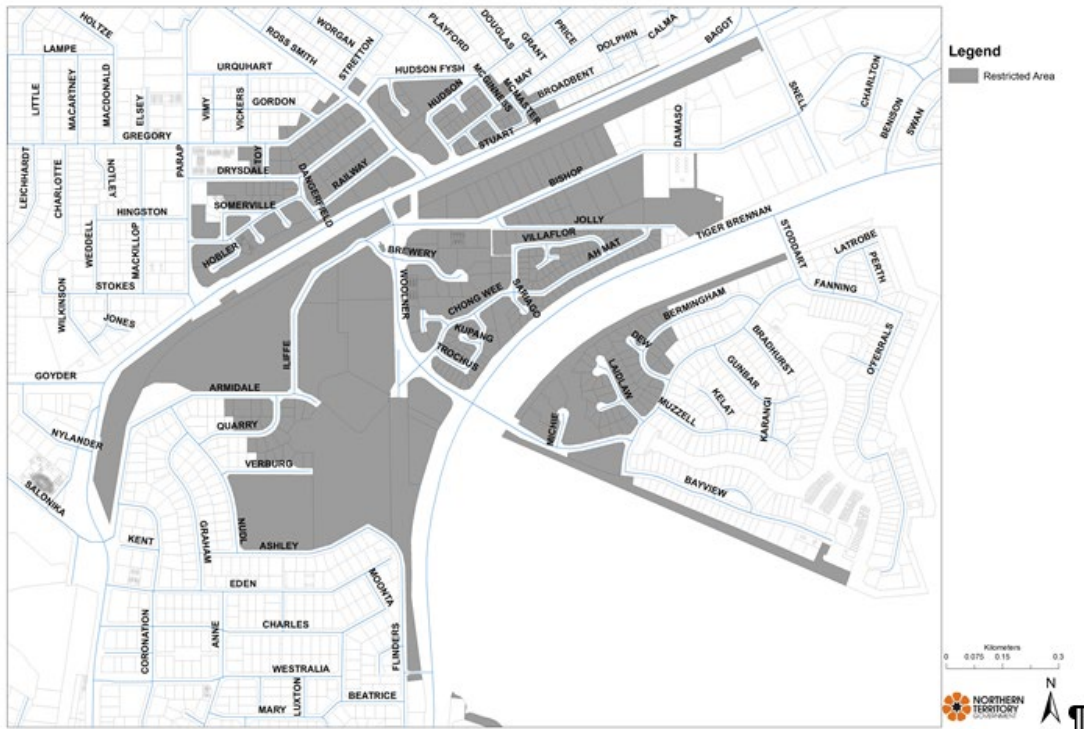 HOLTZE
LAMPE
LITTLE
MACARTNEY
MACDONALD
ELSEY
GREGORY
PARAP
LEICHHARDT
CHARLOTTE
NOTLEY
HINGSTON
WEDDELL
MACKILLOP
STOKES
WILKINSON
JONES
GOYDER
NYLANDER
SALONIKA
ROSS SMITH
WORGAN
STRETTON
URQUHART
VIMY
VICKERS
GORDON
TOY
DRYSDALE
SOMERVILLE
DANGERFIELD
RAILWAY
HOBLER
HUDSON FYSH
HUDSON
MCMINNS
MCMASTER
MAY
STUART
PLAYFORD
DOUGLAS
GRANT
PRICE
DOLPHIN
CALMA
BROADBENT
BAGOT
SNELL
DAMASO
CHARLTON
BENISON
SWAN
BISHOP
JOLLY
VILLAFLOR
AH MAT
TIGER BRENNAN
BREWERY
WOOLNER
CHONG WEE
SARIAGO
KUPANG
TROCHUS
ILIFFE
ARMIDALE
QUARRY
VERBURG
NUDL
GRAHAM
ASHLEY
KENT
EDEN
MOONTA
CORONATION
ANNE
CHARLES
FLINDERS
WESTRALIA
LUXTON
MARY
BEATRICE
STODDART
LATROBE
PERTH
FANNING
O'FERRALS
BERMINGHAM
DEW
LAIDLAW
BRADHURST
GUNBAR
KELAT
KARANGI
MUZZELL
MICHIE
BAYVIEW
Legend
Restricted Area
Kilometers
0 0.075 0.15 0.3
N
NORTHERN
TERRITORY
GOVERNMENT
¶